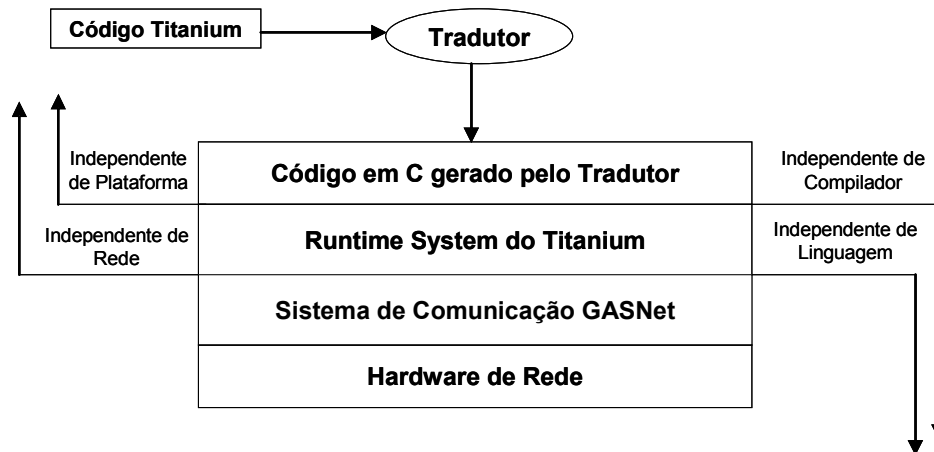 Código Titanium
Tradutor
Independente
de Plataforma
Código em C gerado pelo Tradutor
Independente de
Compilador
Independente de
Rede
Runtime System do Titanium
Independente de
Linguagem
Sistema de Comunicação GASNet
Hardware de Rede